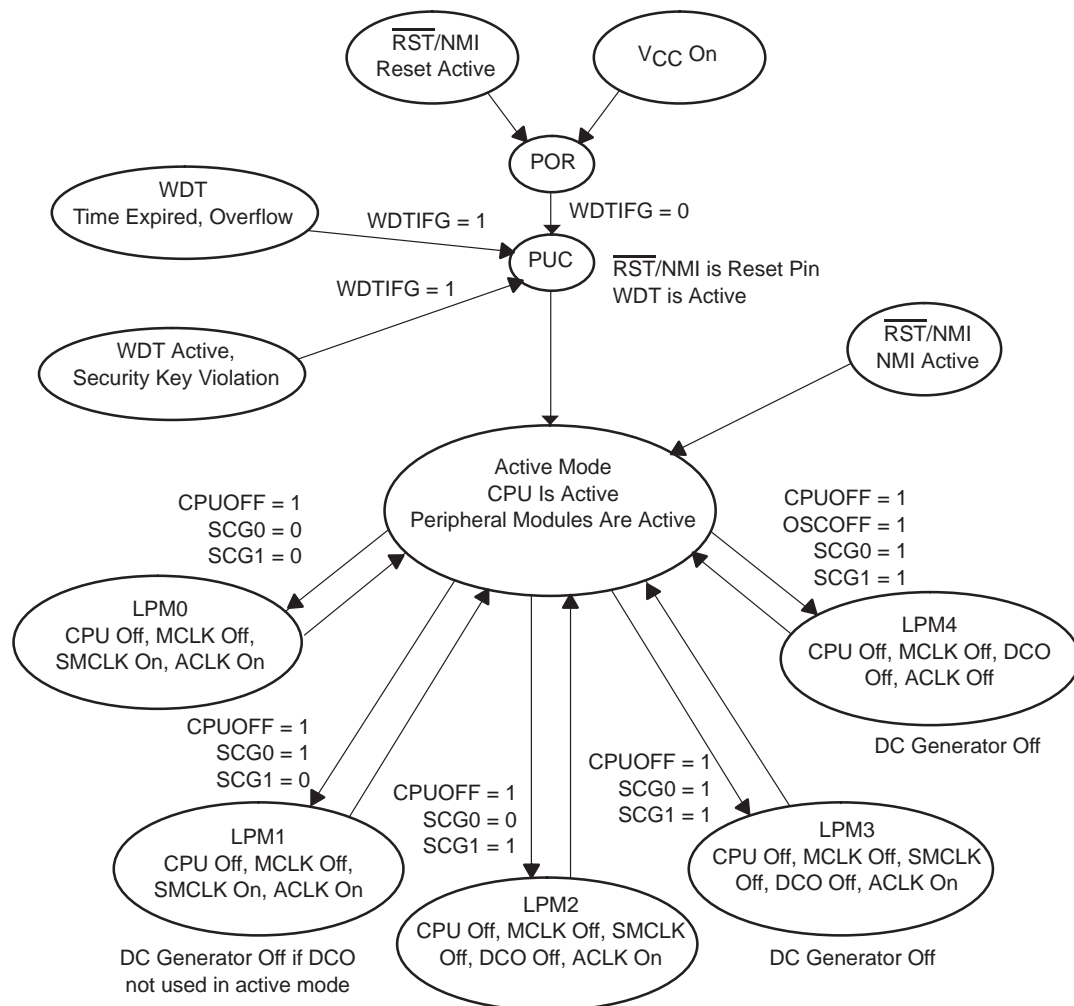 RST/NMI
Reset Active
VCC On
POR
WDT
Time Expired, Overflow
WDTIFG = 1
WDTIFG = 0
PUC
RST/NMI is Reset Pin
WDT is Active
WDTIFG = 1
WDT Active,
Security Key Violation
RST/NMI
NMI Active
Active Mode
CPU Is Active
Peripheral Modules Are Active
CPUOFF = 1
SCG0 = 0
SCG1 = 0
CPUOFF = 1
OSCOFF = 1
SCG0 = 1
SCG1 = 1
LPM0
CPU Off, MCLK Off,
SMCLK On, ACLK On
LPM4
CPU Off, MCLK Off, DCO
Off, ACLK Off
DC Generator Off
CPUOFF = 1
SCG0 = 1
SCG1 = 0
CPUOFF = 1
SCG0 = 0
SCG1 = 1
CPUOFF = 1
SCG0 = 1
SCG1 = 1
LPM1
CPU Off, MCLK Off,
SMCLK On, ACLK On
DC Generator Off if DCO
not used in active mode
LPM2
CPU Off, MCLK Off, SMCLK
Off, DCO Off, ACLK On
LPM3
CPU Off, MCLK Off, SMCLK
Off, DCO Off, ACLK On
DC Generator Off